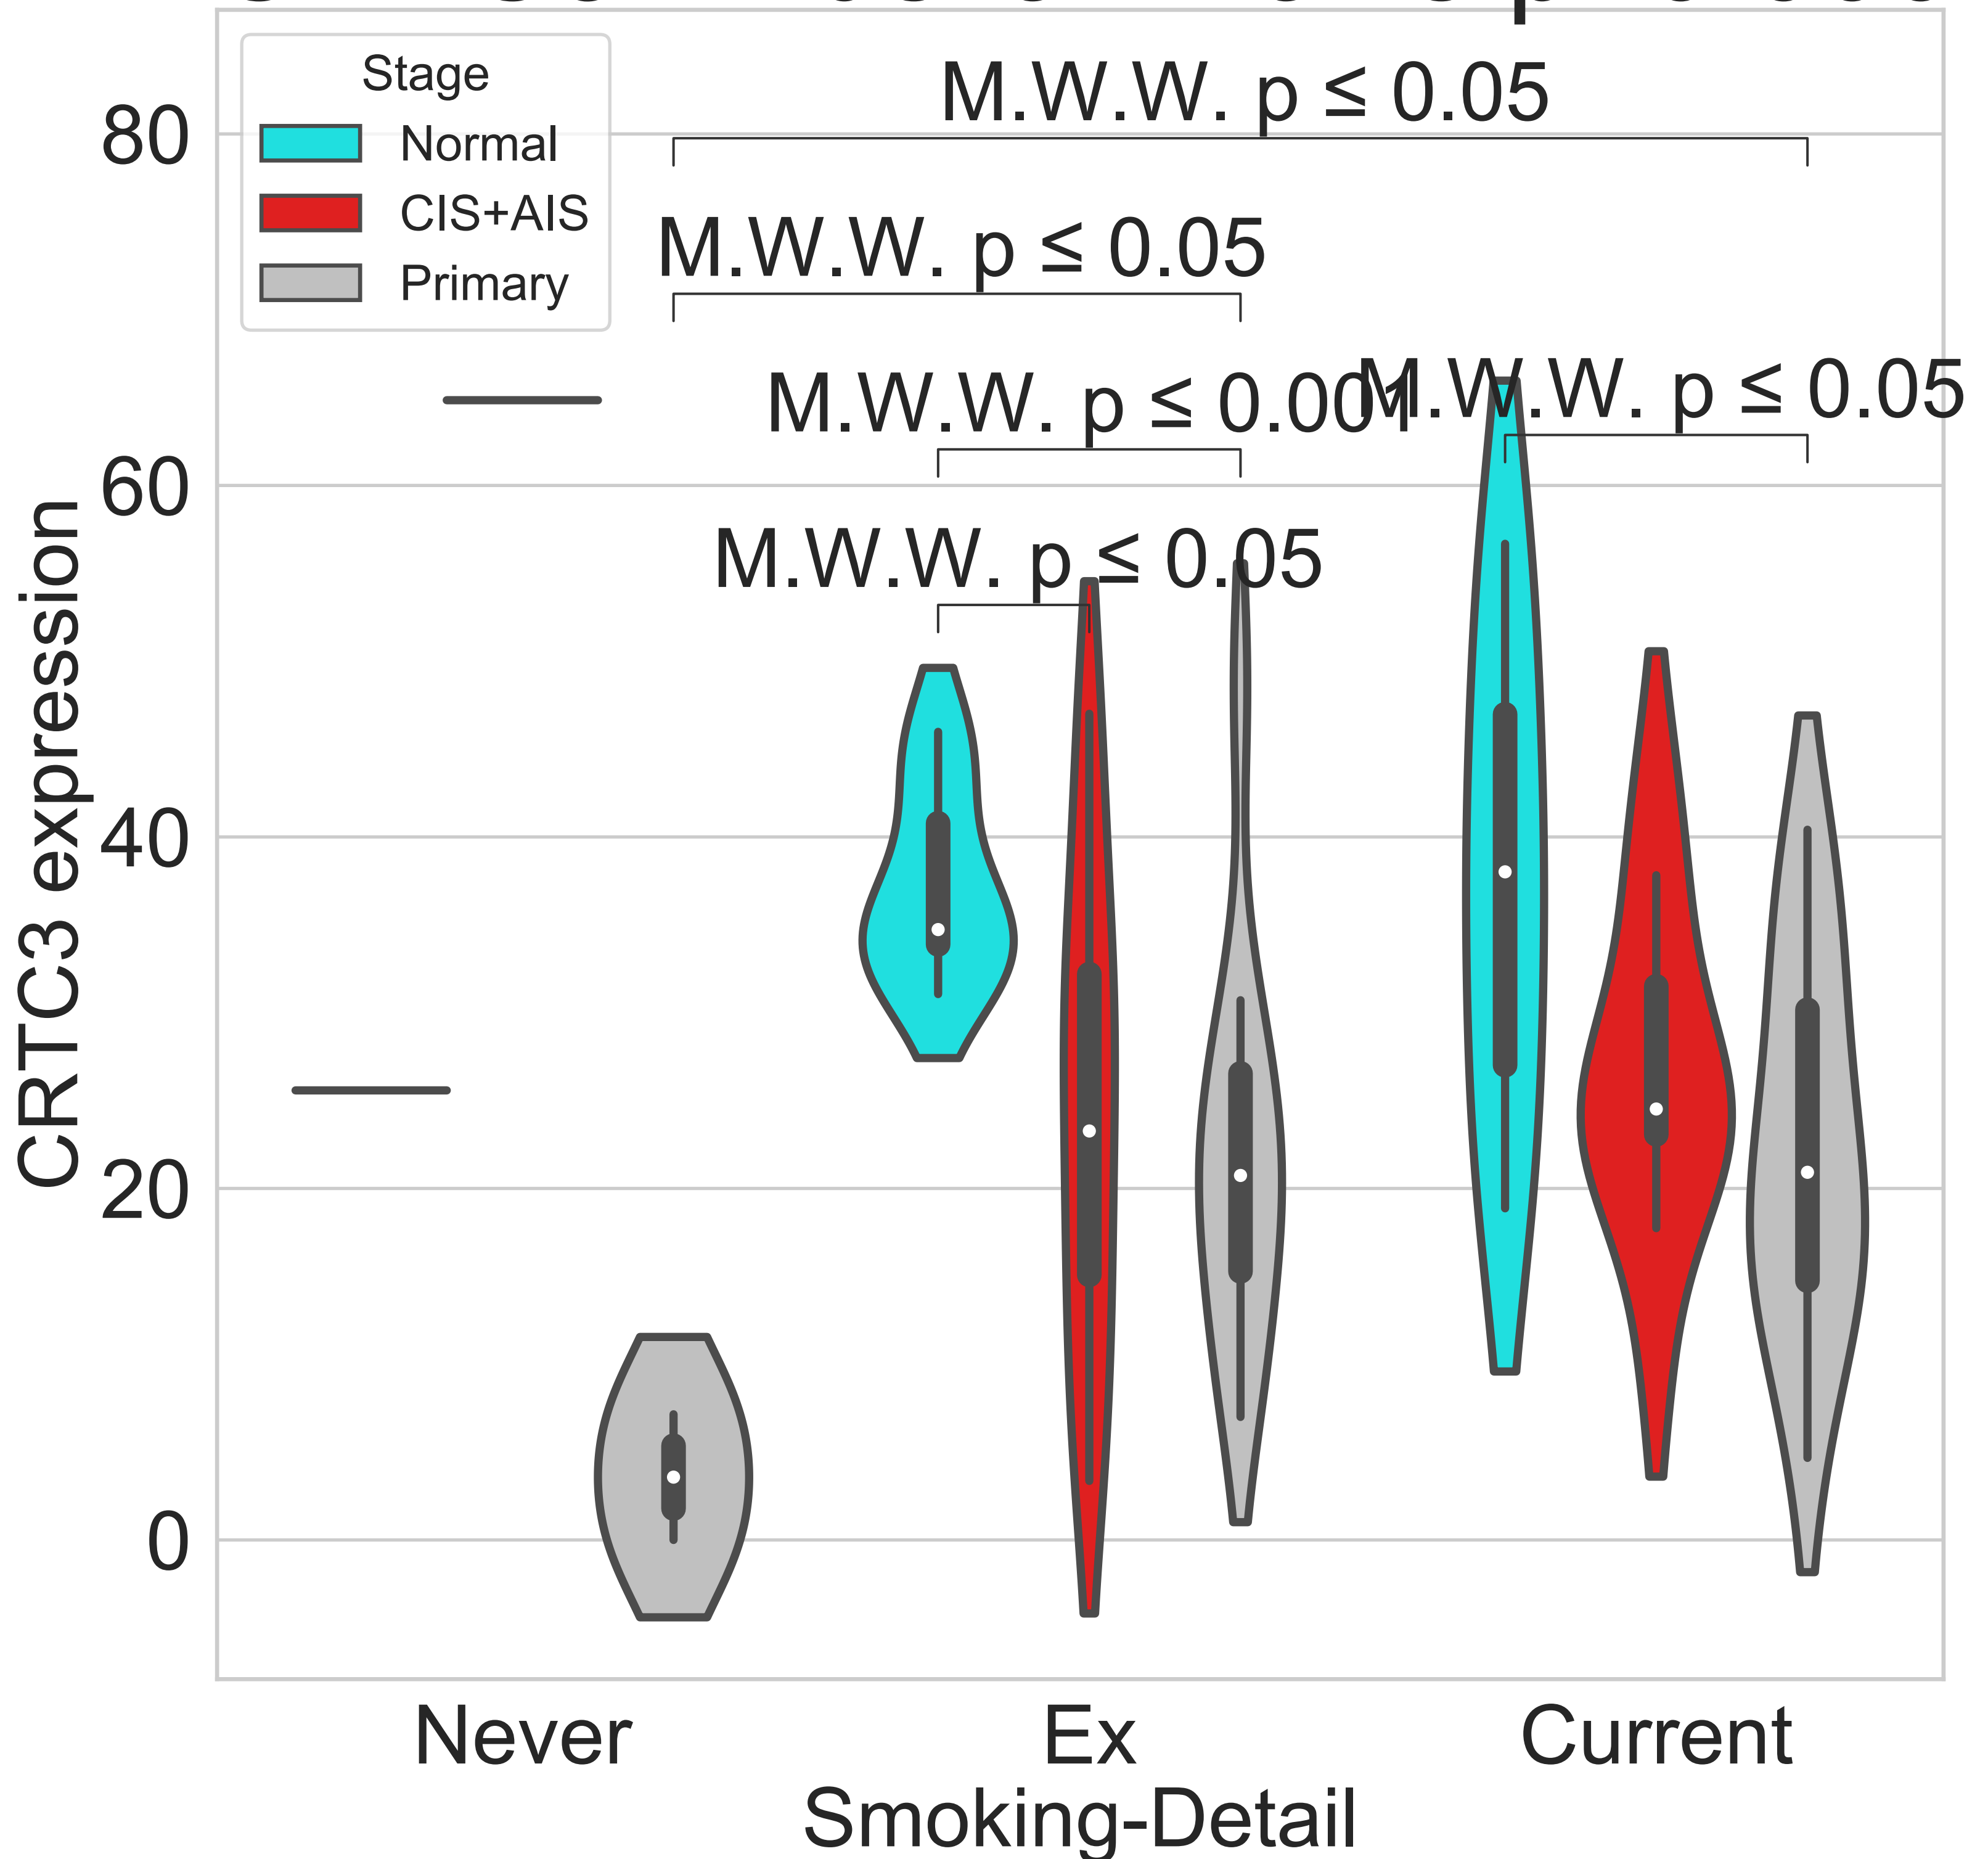 Stage
Normal
CIS+AIS
Primary
M.W.W. p ≤ 0.05
M.W.W. p ≤ 0.05
M.W.W. p ≤ 0.001
M.W.W. p ≤ 0.05
M.W.W. p ≤ 0.05
80
60
40
20
0
CRTC3 expression
Never
Ex
Current
Smoking-Detail